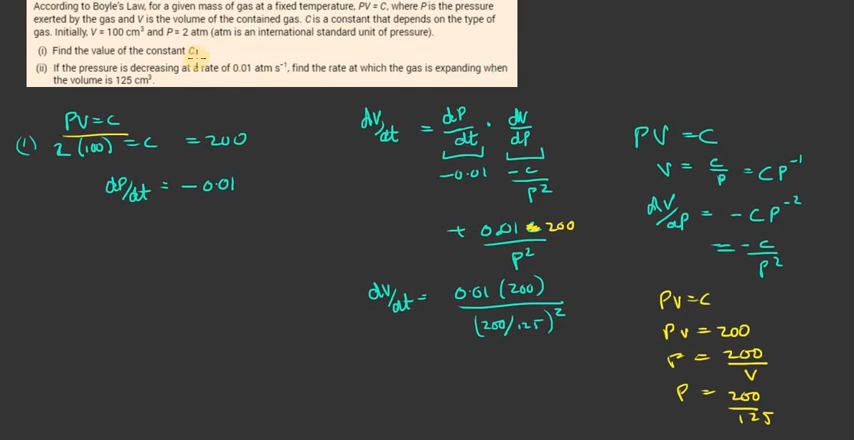 According to Boyle's Law, for a given mass of gas at a fixed temperature, PV = C, where P is the pressure
exerted by the gas and V is the volume of the contained gas. C is a constant that depends on the type of
gas. Initially, V = 100 cm³ and P = 2 atm (atm is an international standard unit of pressure).
(i) Find the value of the constant C.
(ii) If the pressure is decreasing at a rate of 0.01 atm s⁻¹, find the rate at which the gas is expanding when
the volume is 125 cm³.
PV = C
(i) 2(100) = C = 200
dP/dt = -0.01
dV/dt = dP/dt · dV/dP
-0.01 -C/P²
+ 0.01 · 200
P²
dV/dt = 0.01(200)
(200/125)²
PV = C
V = C/P = CP⁻¹
dV/dP = -CP⁻²
= -C/P²
PV = C
PV = 200
P = 200/V
P = 200/125